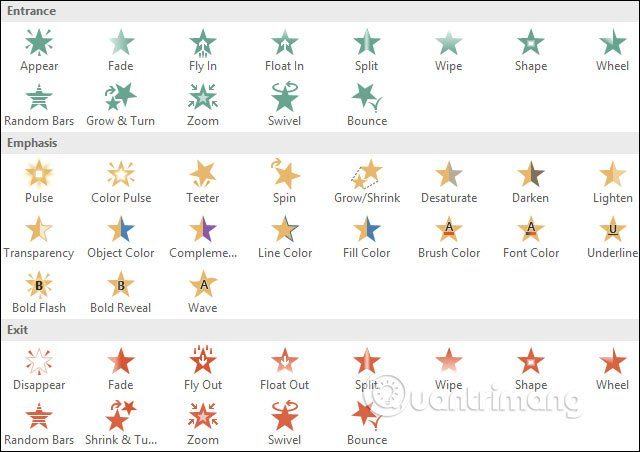 Entrance
Appear Fade Fly In Float In Split Wipe Shape Wheel
Random Bars Grow & Turn Zoom Swivel Bounce
Emphasis
Pulse Color Pulse Teeter Spin Grow/Shrink Desaturate Darken Lighten
Transparency Object Color Compleme... Line Color Fill Color Brush Color Font Color Underline
Bold Flash Bold Reveal Wave
Exit
Disappear Fade Fly Out Float Out Split Wipe Shape Wheel
Random Bars Shrink & Tu... Zoom Swivel Bounce
Quantrimang